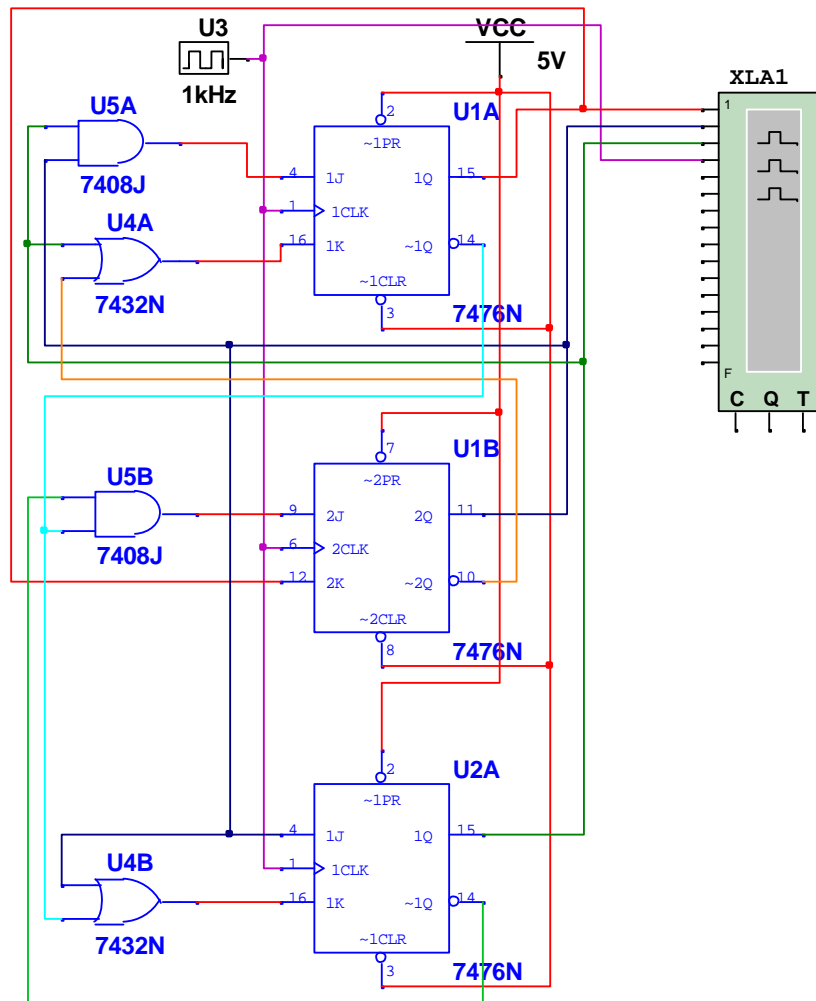 U3
1kHz
VCC
5V
XLA1
1
F
C Q T
U5A
7408J
U4A
7432N
U1A
2
~1PR
4 1J 1Q 15
1 1CLK
16 1K ~1Q 14
~1CLR
3
7476N
U5B
7408J
U1B
7
~2PR
9 2J 2Q 11
6 2CLK
12 2K ~2Q 10
~2CLR
8
7476N
U4B
7432N
U2A
2
~1PR
4 1J 1Q 15
1 1CLK
16 1K ~1Q 14
~1CLR
3
7476N